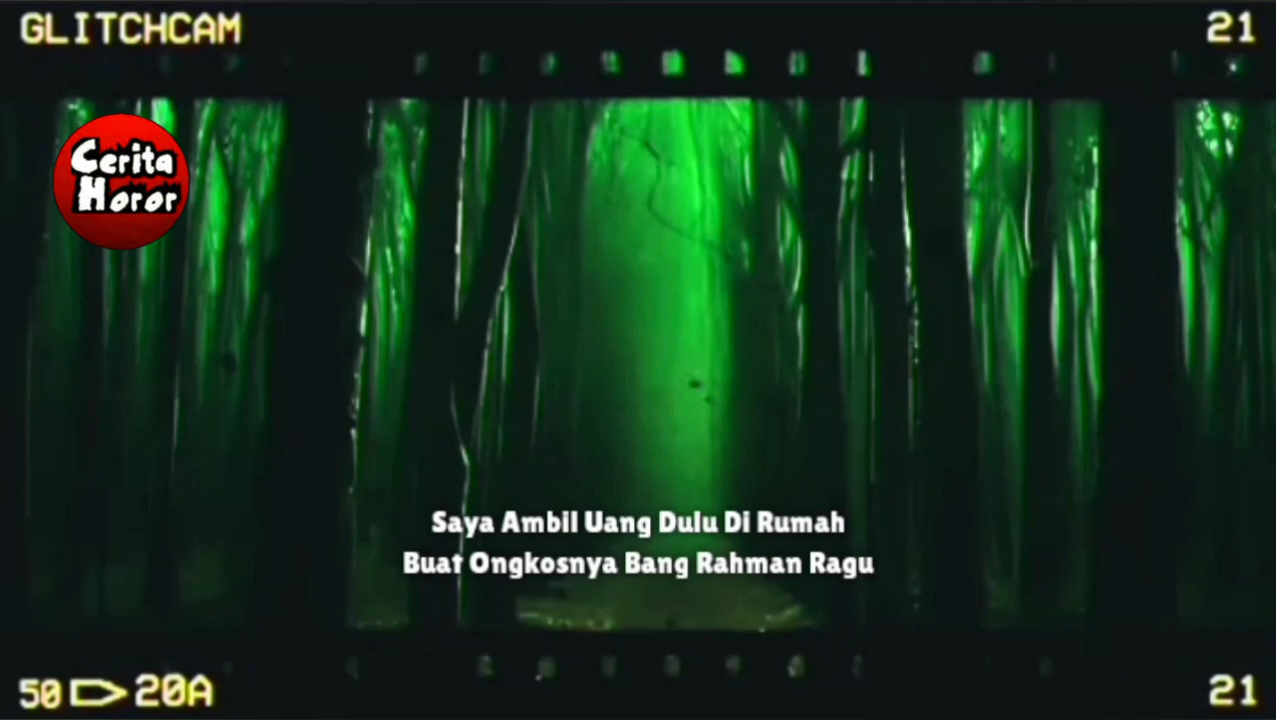 GLITCHCAM
21
Cerita
Horor
Saya Ambil Uang Dulu Di Rumah
Buat Ongkosnya Bang Rahman Ragu
50 20A
21